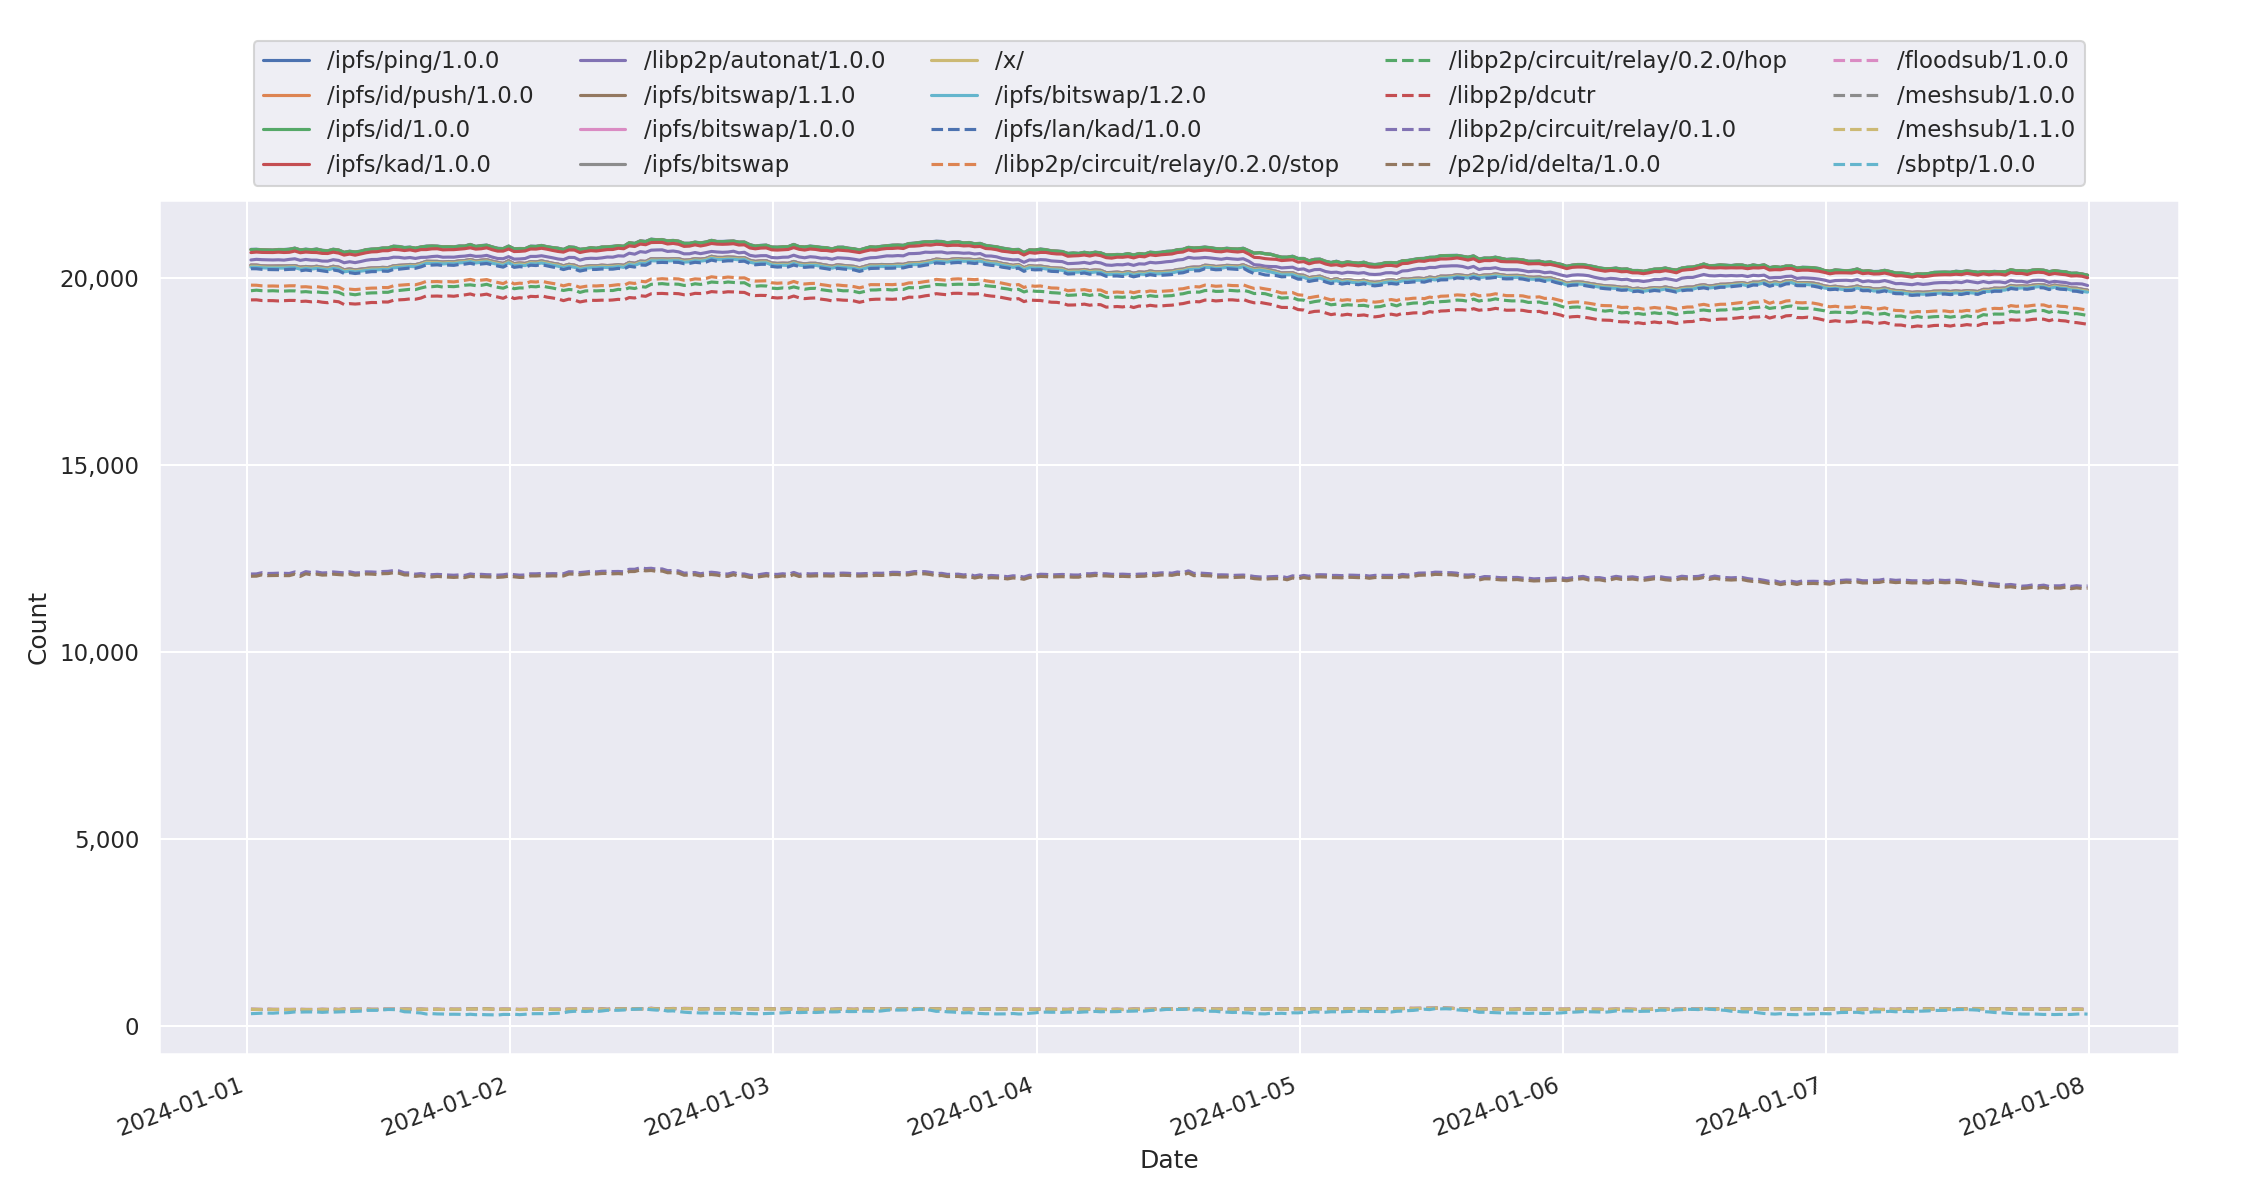 /ipfs/ping/1.0.0
/ipfs/id/push/1.0.0
/ipfs/id/1.0.0
/ipfs/kad/1.0.0
/libp2p/autonat/1.0.0
/ipfs/bitswap/1.1.0
/ipfs/bitswap/1.0.0
/ipfs/bitswap
/x/
/ipfs/bitswap/1.2.0
/ipfs/lan/kad/1.0.0
/libp2p/circuit/relay/0.2.0/stop
/libp2p/circuit/relay/0.2.0/hop
/libp2p/dcutr
/libp2p/circuit/relay/0.1.0
/p2p/id/delta/1.0.0
/floodsub/1.0.0
/meshsub/1.0.0
/meshsub/1.1.0
/sbptp/1.0.0
20,000
15,000
10,000
5,000
0
Count
2024-01-01
2024-01-02
2024-01-03
2024-01-04
2024-01-05
2024-01-06
2024-01-07
2024-01-08
Date